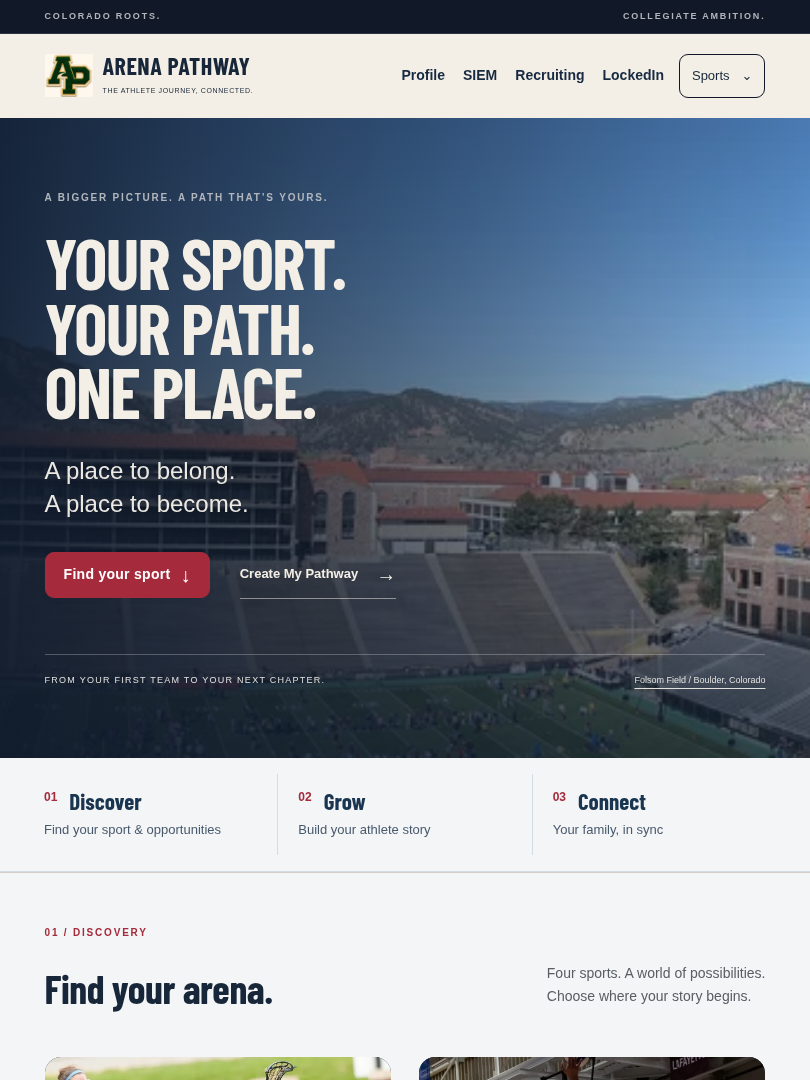 COLORADO ROOTS.
COLLEGIATE AMBITION.
AP
ARENA PATHWAY
THE ATHLETE JOURNEY, CONNECTED.
Profile
SIEM
Recruiting
LockedIn
Sports
A BIGGER PICTURE. A PATH THAT'S YOURS.
YOUR SPORT.
YOUR PATH.
ONE PLACE.
A place to belong.
A place to become.
Find your sport ↓
Create My Pathway →
FROM YOUR FIRST TEAM TO YOUR NEXT CHAPTER.
Folsom Field / Boulder, Colorado
01 Discover
Find your sport & opportunities
02 Grow
Build your athlete story
03 Connect
Your family, in sync
01 / DISCOVERY
Find your arena.
Four sports. A world of possibilities.
Choose where your story begins.